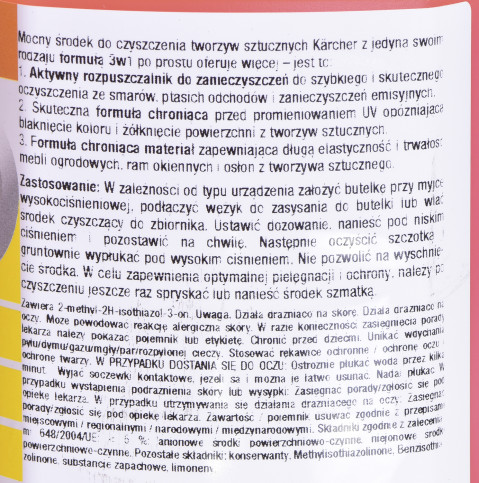 Mocny środek do czyszczenia tworzyw sztucznych Kärcher z jedyną swoim
rodzaju formułą 3w1 po prostu oferuje więcej – jest to:
1. Aktywny rozpuszczalnik do zanieczyszczeń do szybkiego i skutecznego
oczyszczenia ze smarów, ptasich odchodów i zanieczyszczeń emisyjnych.
2. Skuteczna formuła chroniąca przed promieniowaniem UV opóźniająca
blaknięcie koloru i żółknięcie powierzchni z tworzyw sztucznych.
3. Formuła chroniąca materiał zapewniająca długą elastyczność i trwałość
mebli ogrodowych, ram okiennych i osłon z tworzywa sztucznego.
Zastosowanie: W zależności od typu urządzenia założyć butelkę przy myjce
wysokociśnieniowej, podłączyć wężyk do zasysania do butelki lub wlać
środek czyszczący do zbiornika. Ustawić dozowanie, nanieść pod niskim
ciśnieniem i pozostawić na chwilę. Następnie oczyścić szczotką i
gruntownie wypłukać pod wysokim ciśnieniem. Nie pozwolić na wyschnię-
cie środka. W celu zapewnienia optymalnej pielęgnacji i ochrony, należy po
czyszczeniu jeszcze raz spryskać lub nanieść środek szmatką.
Zawiera 2-methyl-2H-isothiazol-3-on. Uwaga. Działa drażniąco na skórę. Działa drażniąco na
oczy. Może powodować reakcję alergiczną skóry. W razie konieczności zasięgnięcia porady
lekarza należy pokazać pojemnik lub etykietę. Chronić przed dziećmi. Unikać wdychania
pyłu/dymu/gazu/mgły/par/rozpylonej cieczy. Stosować rękawice ochronne / ochronę oczu /
ochronę twarzy. W PRZYPADKU DOSTANIA SIĘ DO OCZU: Ostrożnie płukać wodą przez kilka
minut. Wyjąć soczewki kontaktowe, jeżeli są i można je łatwo usunąć. Nadal płukać. W
przypadku wystąpienia podrażnienia skóry lub wysypki: Zasięgnąć porady/zgłosić się pod
opiekę lekarza. W przypadku utrzymywania się działania drażniącego na oczy: Zasięgnąć
porady/zgłosić się pod opiekę lekarza. Zawartość / pojemnik usuwać zgodnie z przepisami
miejscowymi / regionalnymi / narodowymi / międzynarodowymi. Składniki zgodnie z zalecenia-
mi 648/2004/UE: < 5 % anionowe środki powierzchniowo-czynne, niejonowe środki
powierzchniowo-czynne. Pozostałe składniki: konserwanty, Methylisothiazolinone, Benzisothia-
zolinone, substancje zapachowe, limonen